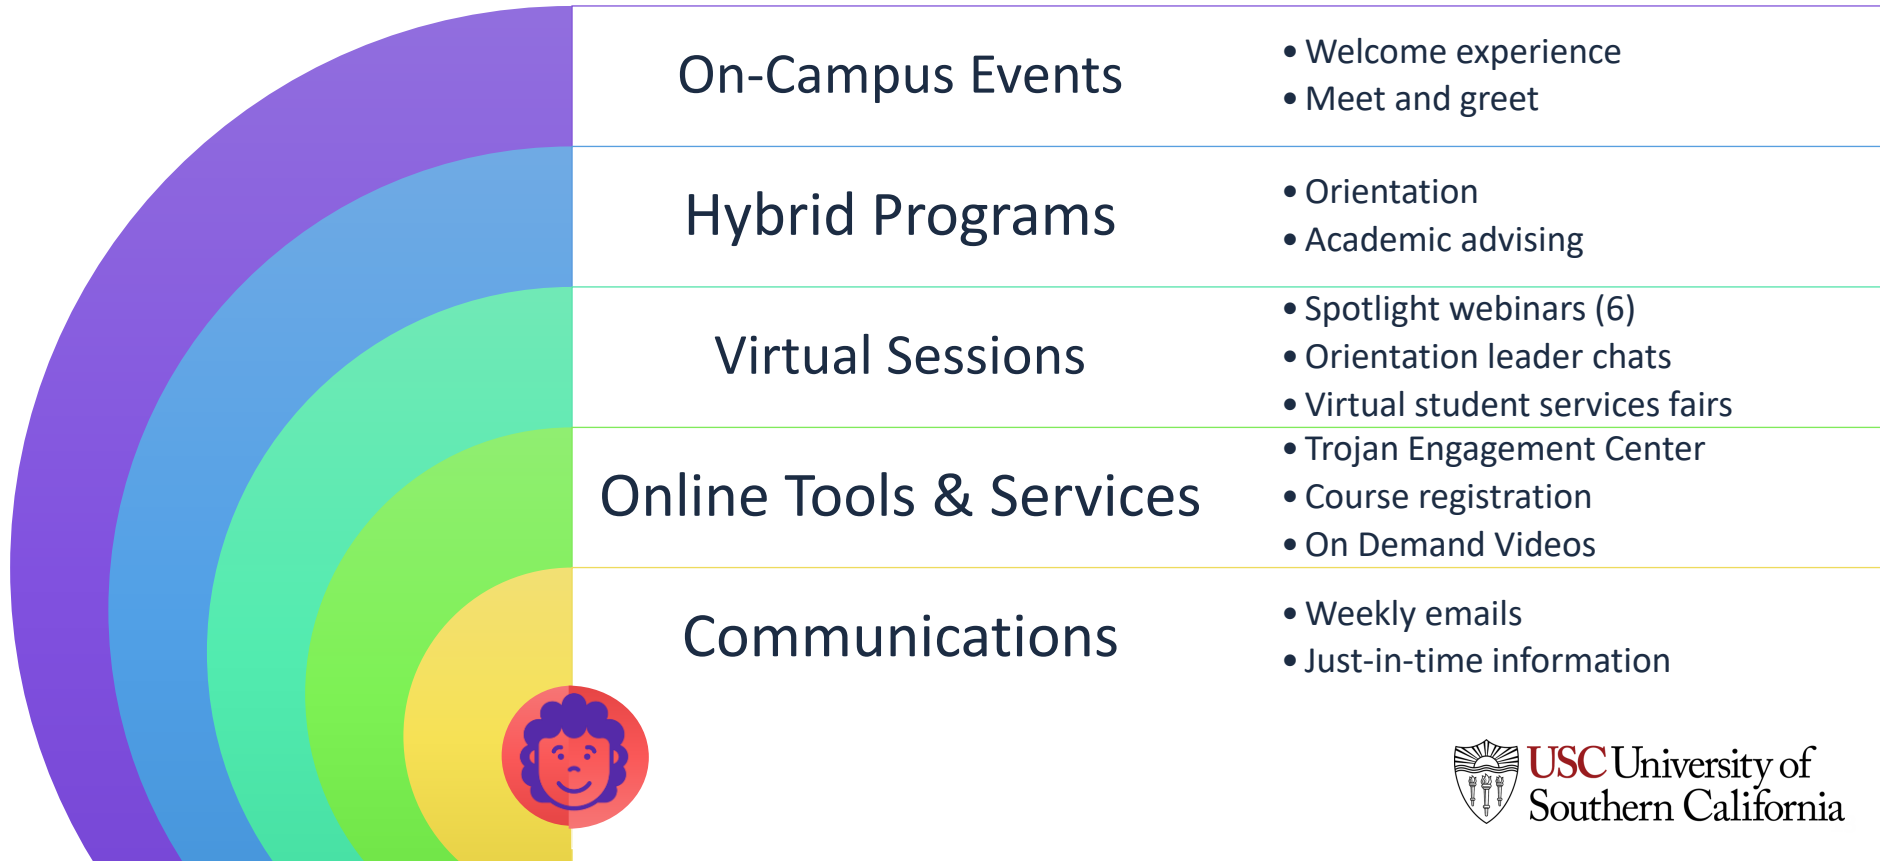 On-Campus Events
• Welcome experience
• Meet and greet
Hybrid Programs
• Orientation
• Academic advising
Virtual Sessions
• Spotlight webinars (6)
• Orientation leader chats
• Virtual student services fairs
Online Tools & Services
• Trojan Engagement Center
• Course registration
• On Demand Videos
Communications
• Weekly emails
• Just-in-time information
USC University of
Southern California